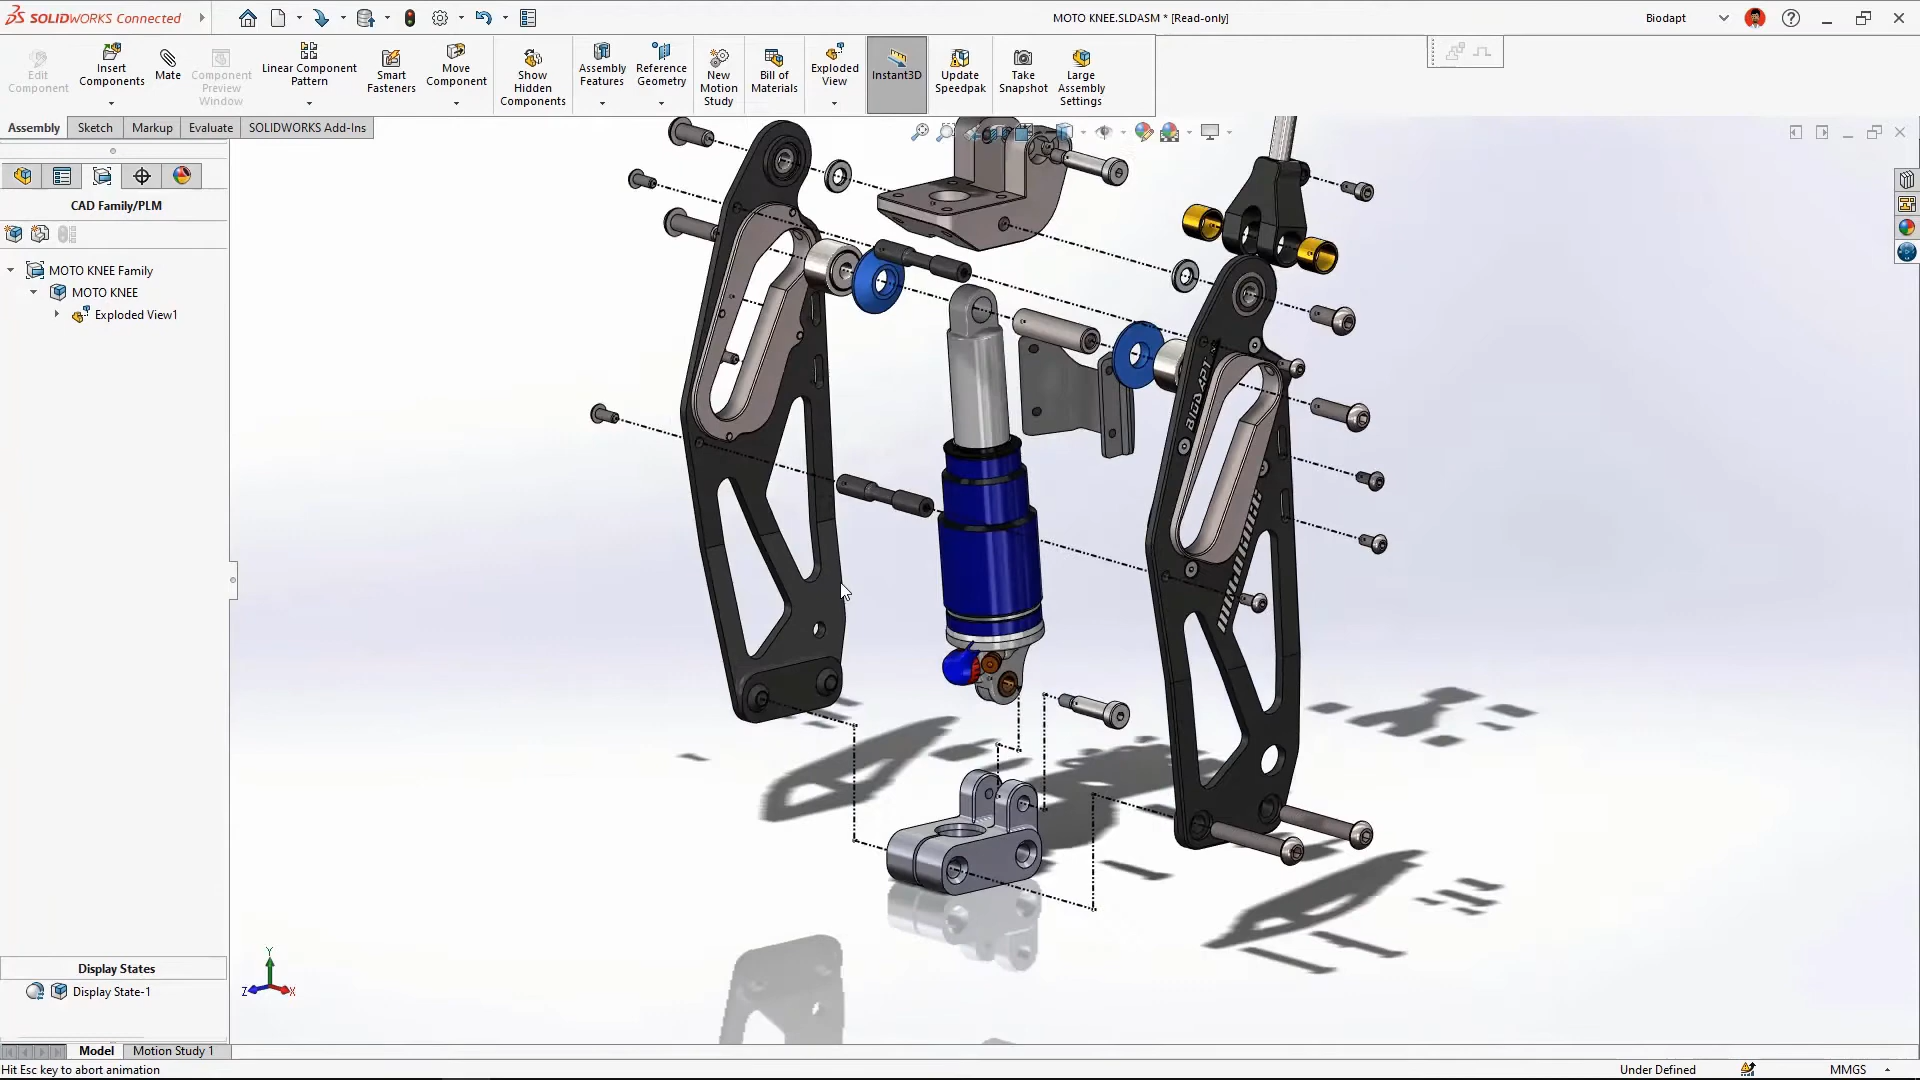 SOLIDWORKS Connected
MOTO KNEE.SLDASM * [Read-only]
Biodapt
Edit
Component
Insert
Components
Mate
Component
Preview
Window
Linear Component
Pattern
Smart
Fasteners
Move
Component
Show
Hidden
Components
Assembly
Features
Reference
Geometry
New
Motion
Study
Bill of
Materials
Exploded
View
Instant3D
Update
Speedpak
Take
Snapshot
Large
Assembly
Settings
Assembly
Sketch
Markup
Evaluate
SOLIDWORKS Add-Ins
CAD Family/PLM
MOTO KNEE Family
MOTO KNEE
Exploded View1
BIODAPT
Display States
Display State-1
Y
Z
X
Model
Motion Study 1
Hit Esc key to abort animation
Under Defined
MMGS